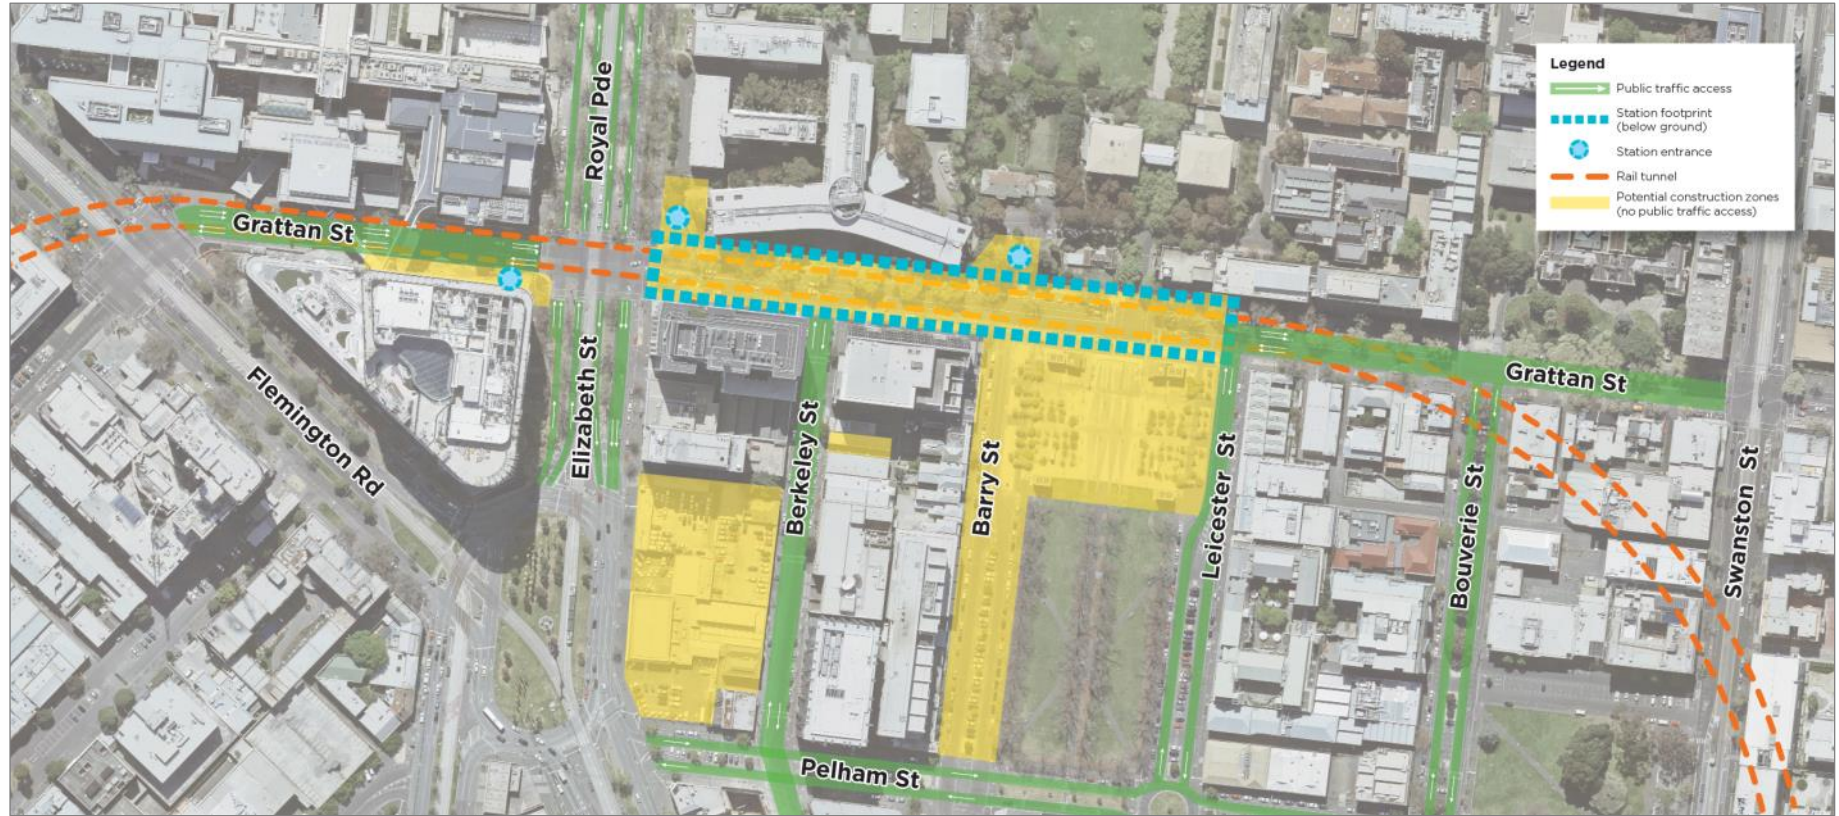 Royal Pde
Legend
Public traffic access
Station footprint
(below ground)
Station entrance
Rail tunnel
Potential construction zones
(no public traffic access)
Grattan St
Grattan St
Flemington Rd
Elizabeth St
Berkeley St
Barry St
Leicester St
Bouverie St
Swanston St
Pelham St